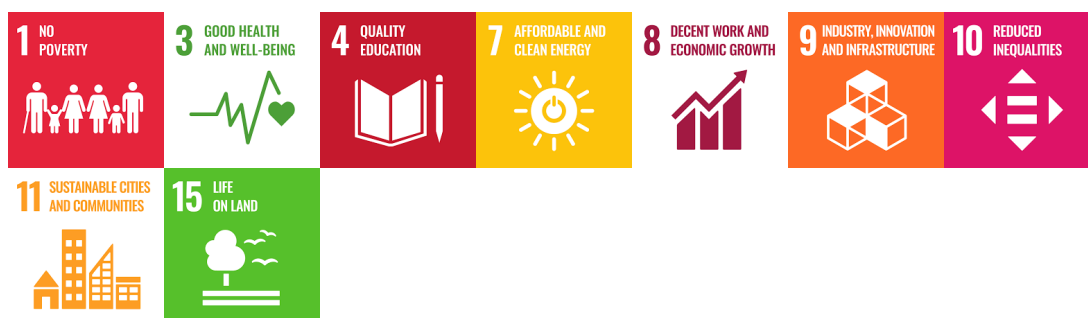 1 NO
POVERTY
3 GOOD HEALTH
AND WELL-BEING
4 QUALITY
EDUCATION
7 AFFORDABLE AND
CLEAN ENERGY
8 DECENT WORK AND
ECONOMIC GROWTH
9 INDUSTRY, INNOVATION
AND INFRASTRUCTURE
10 REDUCED
INEQUALITIES
11 SUSTAINABLE CITIES
AND COMMUNITIES
15 LIFE
ON LAND